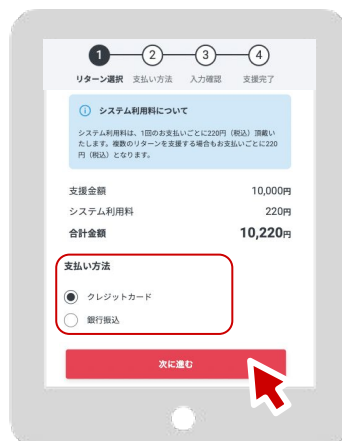 1 2 3 4
リターン選択 支払い方法 入力確認 支援完了
システム利用料について
システム利用料は、1回のお支払いごとに220円（税込）頂戴い
たします。複数のリターンを支援する場合もお支払いごとに220
円（税込）となります。
支援金額 10,000円
システム利用料 220円
合計金額 10,220円
支払い方法
クレジットカード
銀行振込
次に進む